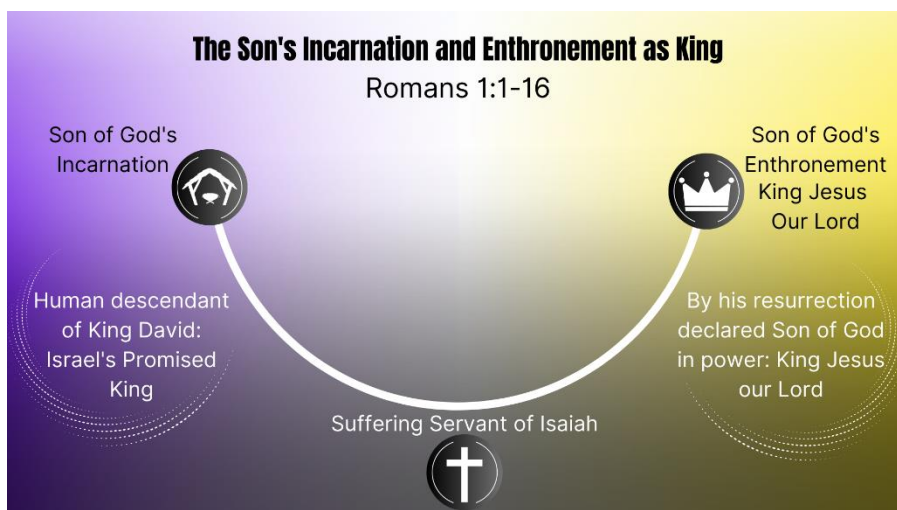 The Son's Incarnation and Enthronement as King
Romans 1:1-16
Son of God's
Incarnation
Son of God's
Enthronement
King Jesus
Our Lord
Human descendant
of King David:
Israel's Promised
King
By his resurrection
declared Son of God
in power: King Jesus
our Lord
Suffering Servant of Isaiah